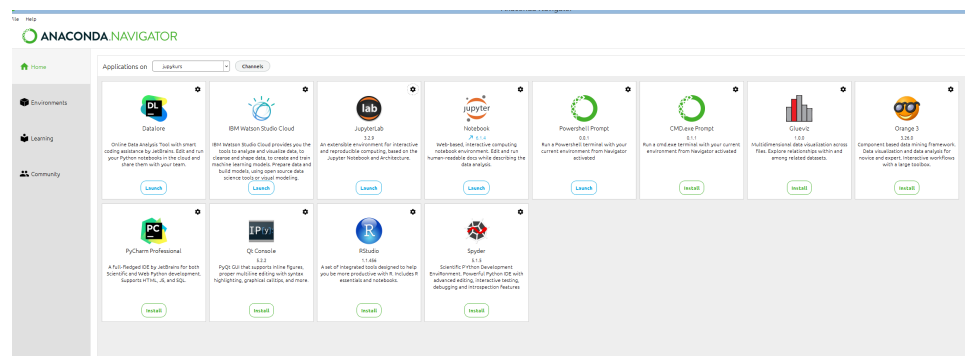 Anaconda Navigator
File Help
ANACONDA.NAVIGATOR
Home
Environments
Learning
Community
Applications on jupykurs Channels
DL
Datalore
Online Data Analysis Tool with smart
coding assistance by JetBrains. Edit and run
your Python notebooks in the cloud and
share them with your team.
Launch
IBM Watson Studio Cloud
IBM Watson Studio Cloud provides you the
tools to analyze and visualize data, to
cleanse and shape data, to create and train
machine learning models. Prepare data and
build models, using open source data
science tools or visual modeling.
Launch
lab
JupyterLab
3.2.9
An extensible environment for interactive
and reproducible computing, based on the
Jupyter Notebook and Architecture.
Launch
jupyter
Notebook
6.1.4
Web-based, interactive computing
notebook environment. Edit and run
human-readable docs while describing the
data analysis.
Launch
Powershell Prompt
0.0.1
Run a Powershell terminal with your
current environment from Navigator
activated
Launch
CMD.exe Prompt
0.1.1
Run a cmd.exe terminal with your current
environment from Navigator activated
Install
Glueviz
1.0.0
Multidimensional data visualization across
files. Explore relationships within and
among related datasets.
Install
Orange 3
3.26.0
Component based data mining framework.
Data visualization and data analysis for
novice and expert. Interactive workflows
with a large toolbox.
Install
PC
PyCharm Professional
A full-fledged IDE by JetBrains for both
Scientific and Web Python development.
Supports HTML, JS, and SQL.
Install
IP[y]:
Qt Console
5.2.2
PyQt GUI that supports inline figures,
proper multiline editing with syntax
highlighting, graphical calltips, and more.
Install
R
RStudio
1.1.456
A set of integrated tools designed to help
you be more productive with R. Includes R
essentials and notebooks.
Install
Spyder
5.1.5
Scientific PYthon Development
EnviRonment. Powerful Python IDE with
advanced editing, interactive testing,
debugging and introspection features
Install